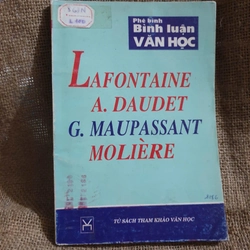 Phê bình
Bình luận
VĂN HỌC
LAFONTAINE
A. DAUDET
G. MAUPASSANT
MOLIÈRE
TỦ SÁCH THAM KHẢO VĂN HỌC